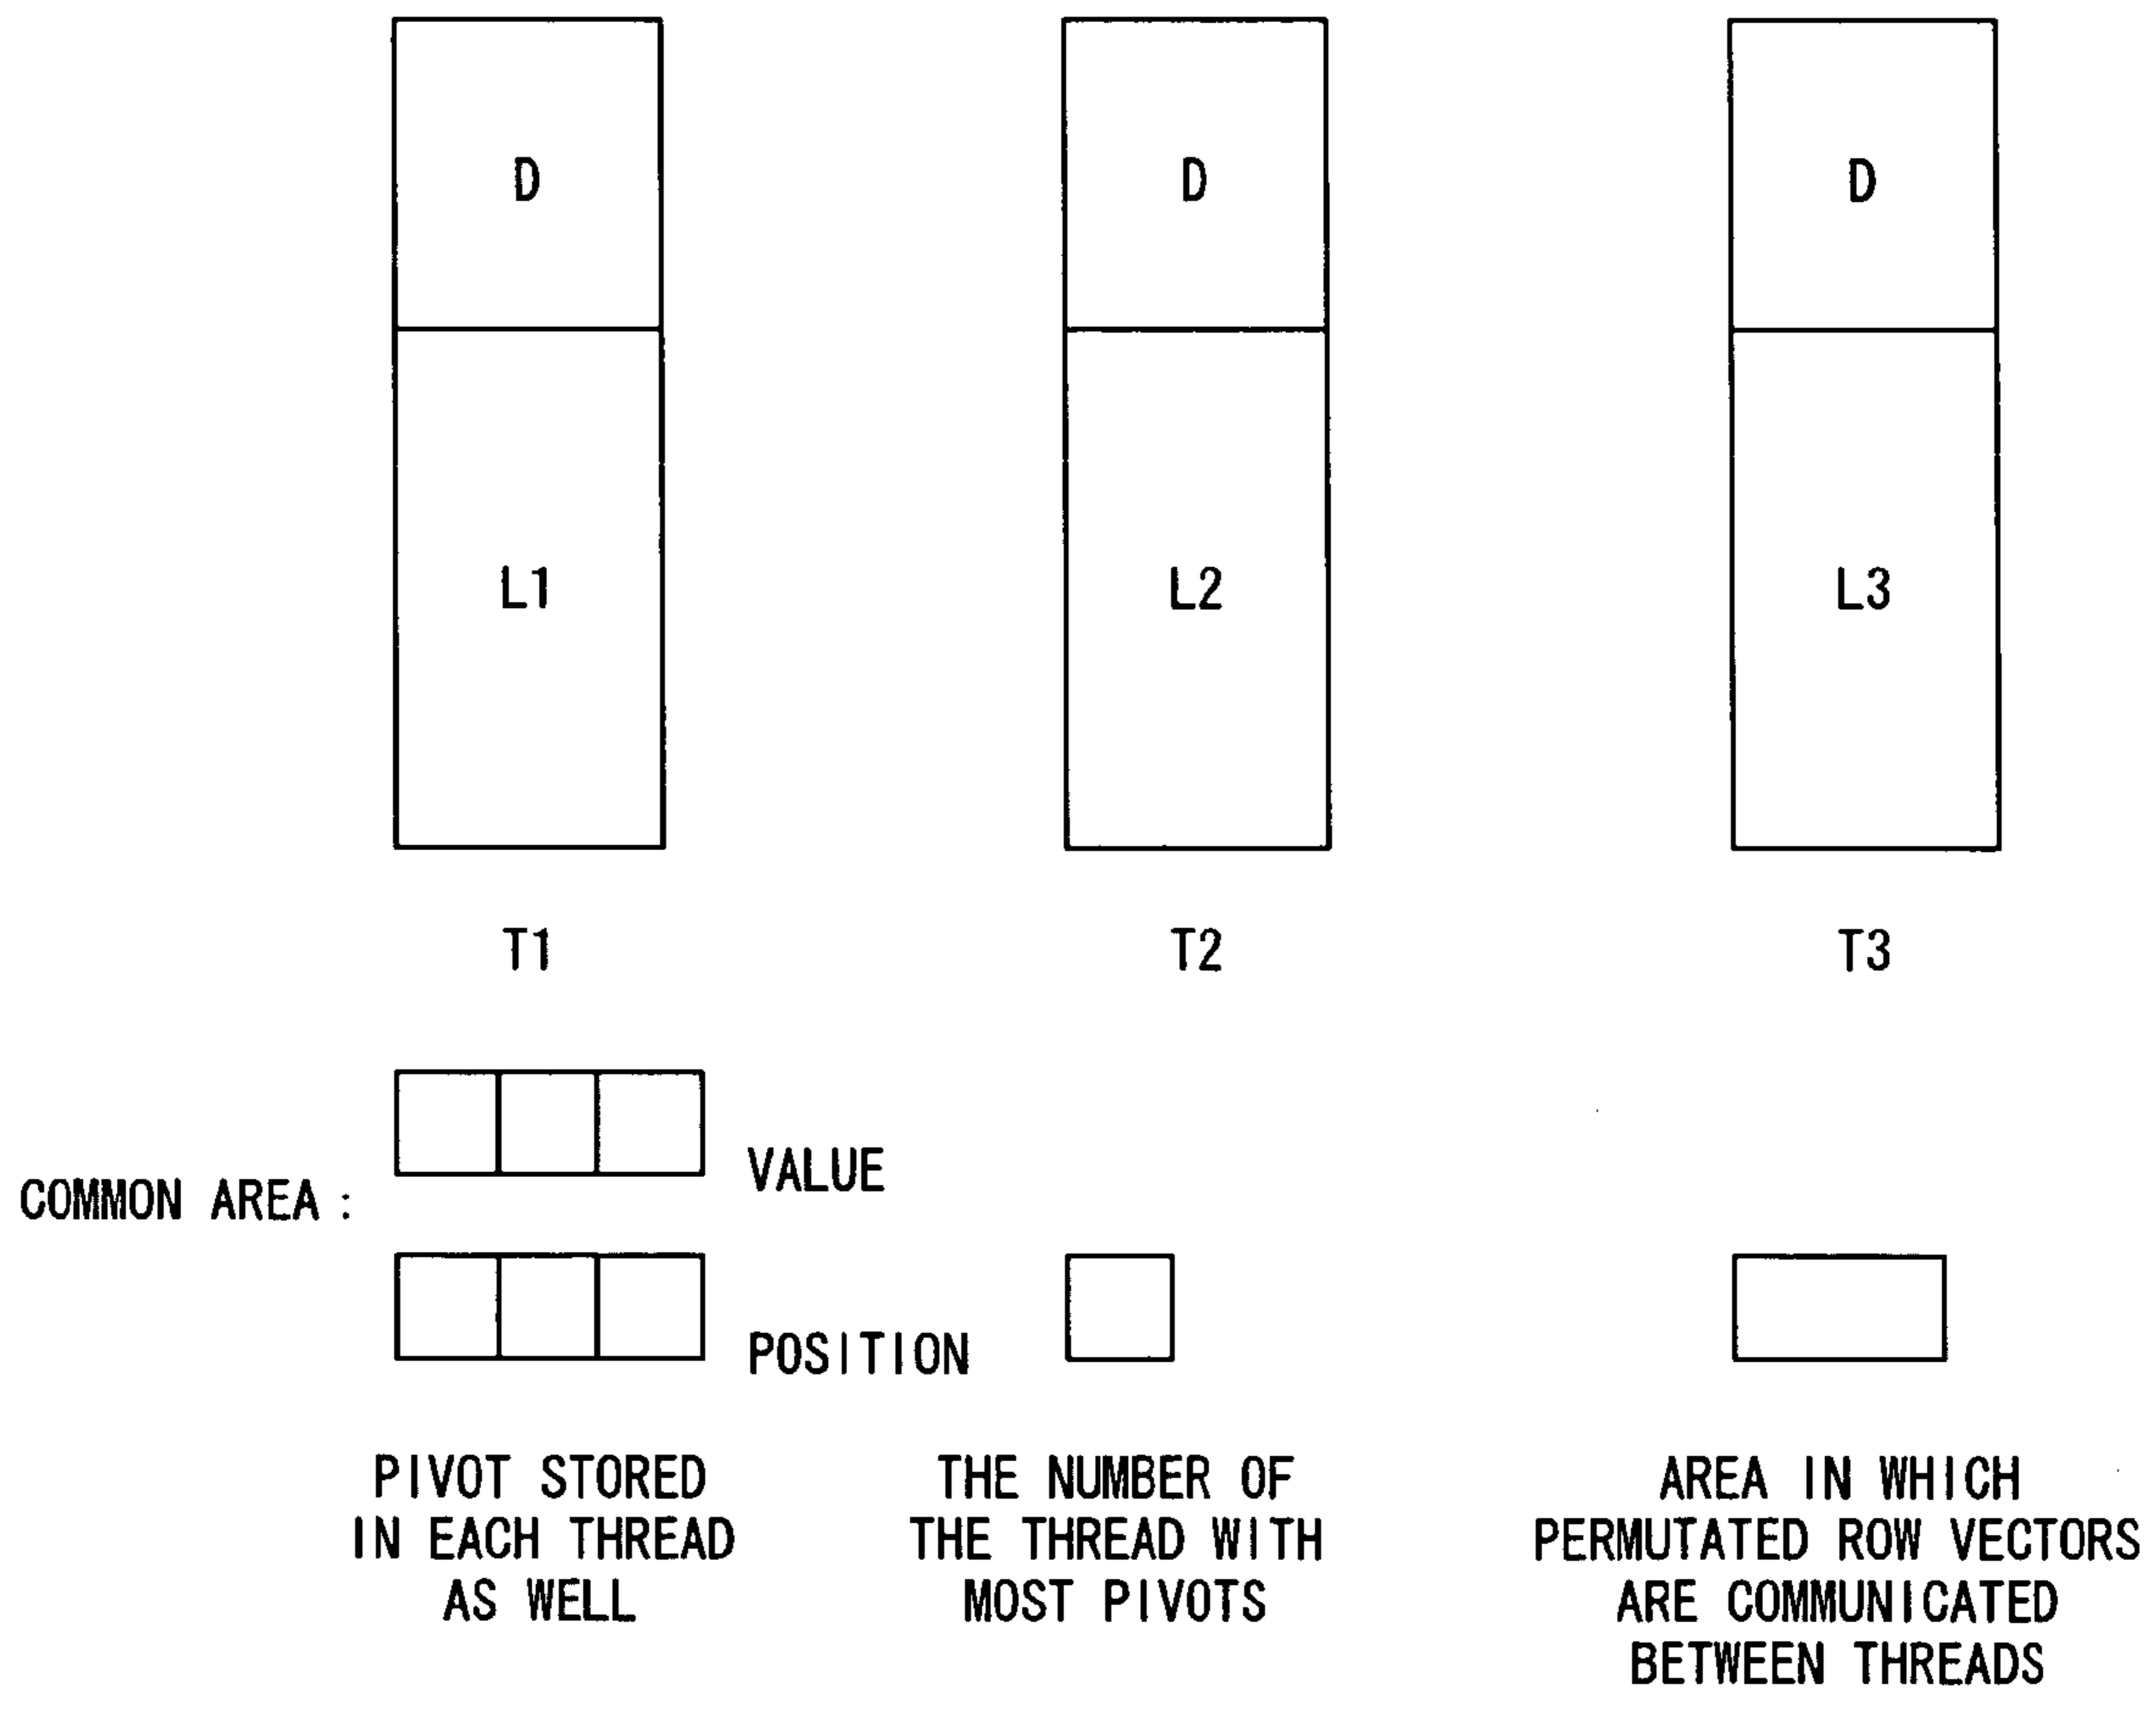 D
D
D
L1
L2
L3
T1
T2
T3
COMMON AREA :
VALUE
POSITION
PIVOT STORED
IN EACH THREAD
AS WELL
THE NUMBER OF
THE THREAD WITH
MOST PIVOTS
AREA IN WHICH
PERMUTATED ROW VECTORS
ARE COMMUNICATED
BETWEEN THREADS